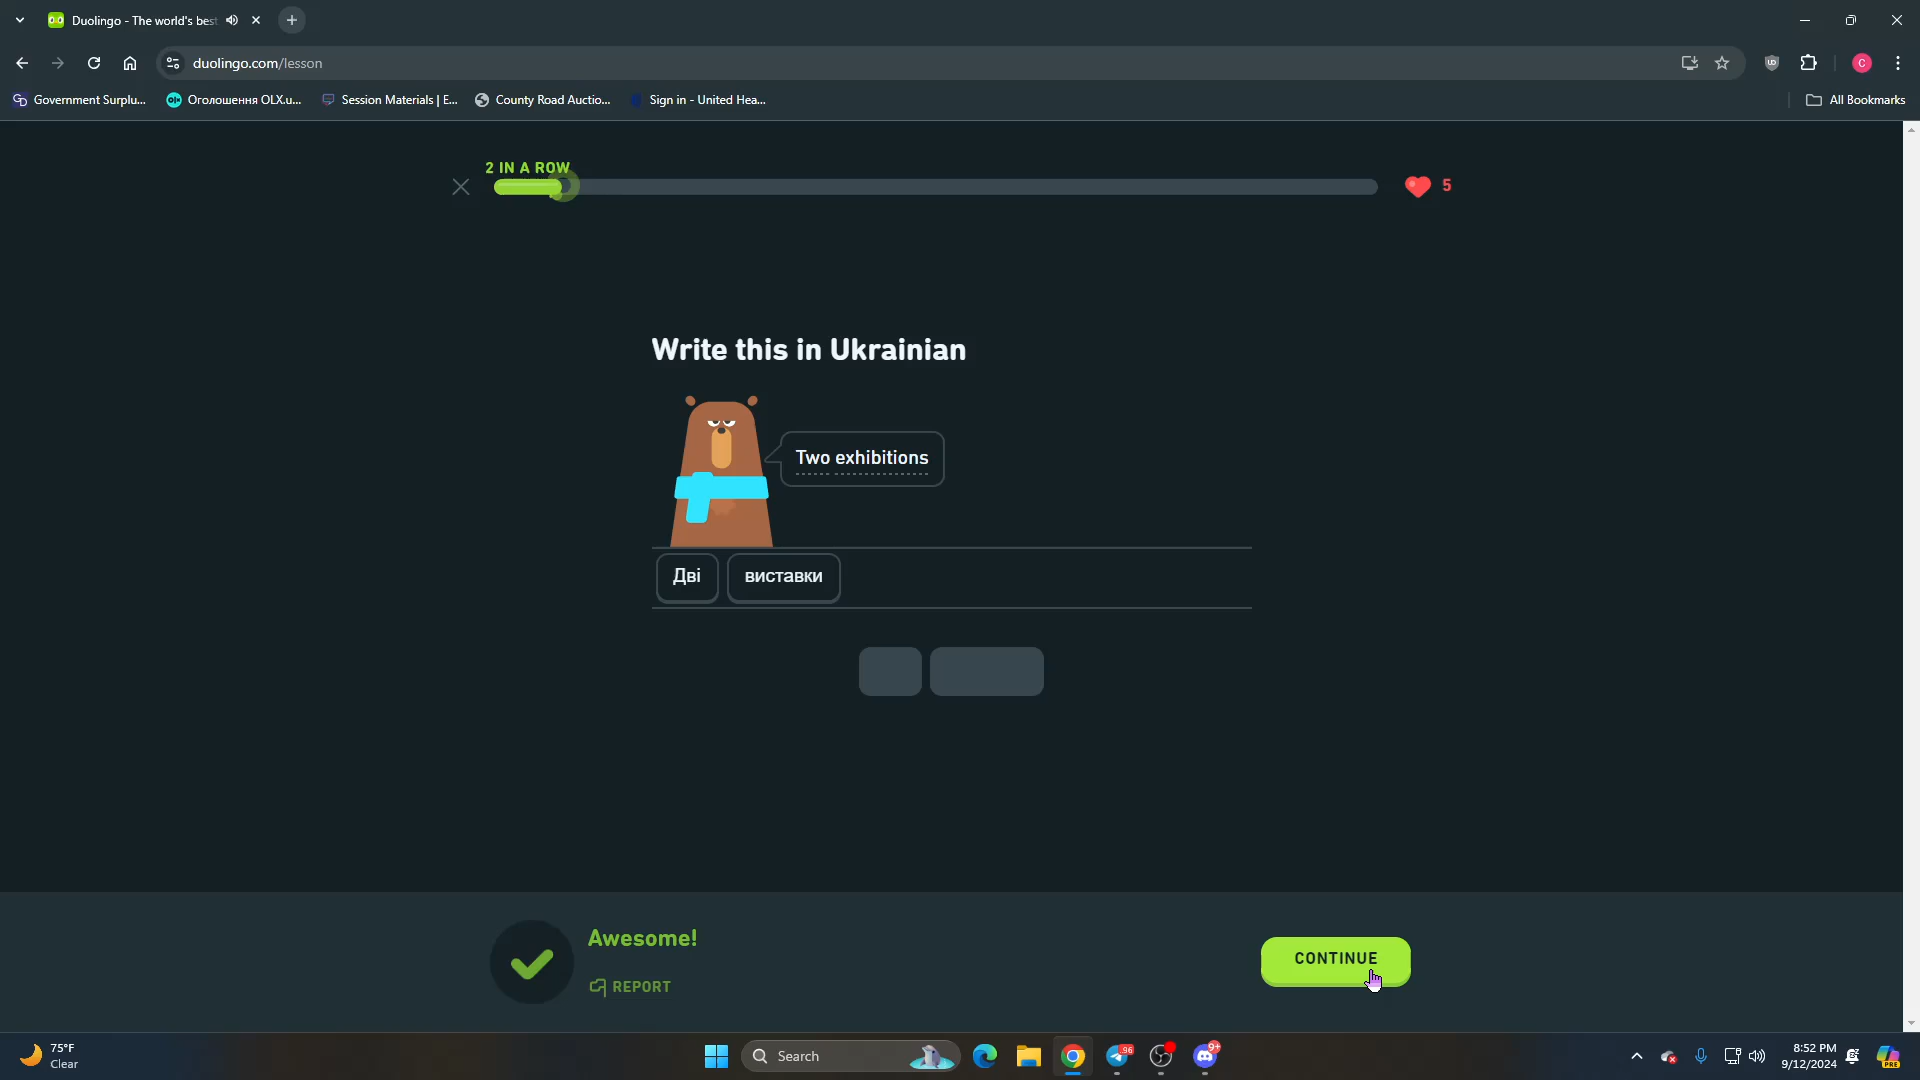 Duolingo - The world's best
duolingo.com/lesson
Government Surplu...
Оголошення OLX.u...
Session Materials | E...
County Road Auctio...
Sign in - United Hea...
All Bookmarks
2 IN A ROW
5
Write this in Ukrainian
Two exhibitions
Дві виставки
Awesome!
REPORT
CONTINUE
75°F
Clear
Search
96
9+
8:52 PM
9/12/2024